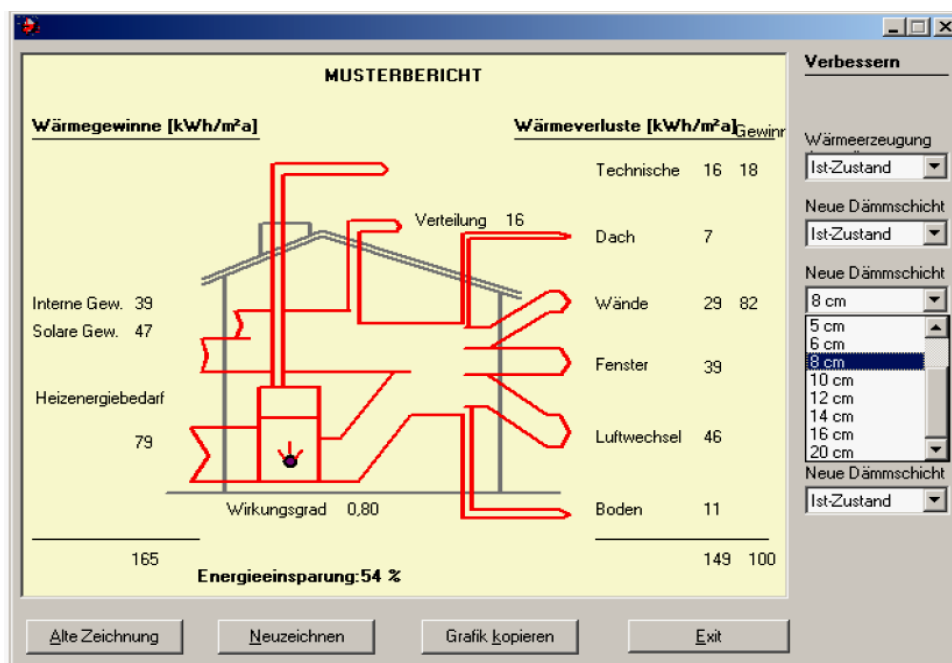 MUSTERBERICHT
Wärmegewinne [kWh/m²a]
Wärmeverluste [kWh/m²a]
Gewinr
Technische 16 18
Verteilung 16
Dach 7
Interne Gew. 39
Solare Gew. 47
Wände 29 82
Fenster 39
Heizenergiebedarf
79
Luftwechsel 46
Wirkungsgrad 0,80
Boden 11
165
149 100
Energieeinsparung:54 %
Alte Zeichnung
Neuzeichnen
Grafik kopieren
Exit
Verbessern
Wärmeerzeugung
Ist-Zustand
Neue Dämmschicht
Ist-Zustand
Neue Dämmschicht
8 cm
5 cm
6 cm
8 cm
10 cm
12 cm
14 cm
16 cm
20 cm
Neue Dämmschicht
Ist-Zustand